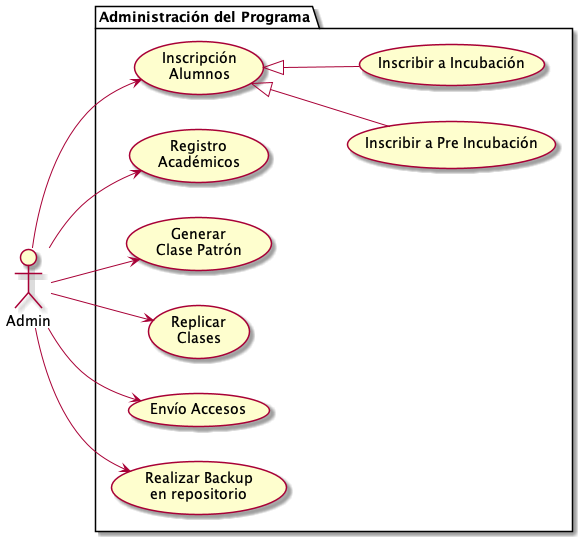 Administración del Programa
Inscripción
Alumnos
Inscribir a Incubación
Inscribir a Pre Incubación
Registro
Académicos
Generar
Clase Patrón
Admin
Replicar
Clases
Envío Accesos
Realizar Backup
en repositorio